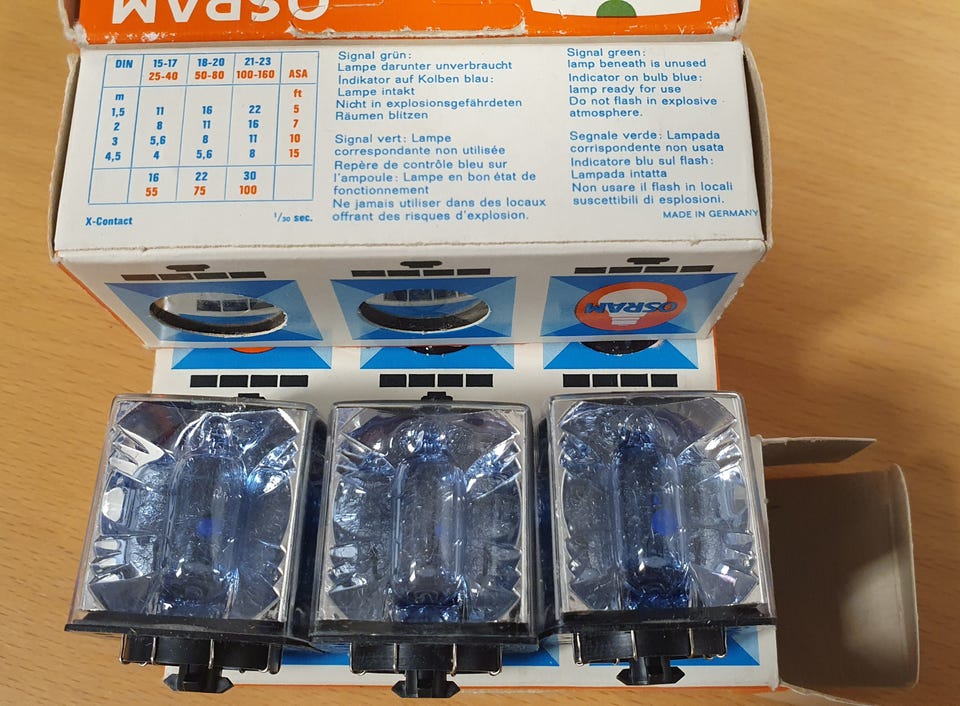 OSRAM
DIN 15-17 18-20 21-23
25-40 50-80 100-160 ASA
m ft
1,5 11 16 22 5
2 8 11 16 7
3 5,6 8 11 10
4,5 4 5,6 8 15
16 22 30
55 75 100
X-Contact 1/30 sec.
Signal grün:
Lampe darunter unverbraucht
Indikator auf Kolben blau:
Lampe intakt
Nicht in explosionsgefährdeten
Räumen blitzen
Signal vert: Lampe
correspondante non utilisée
Repère de contrôle bleu sur
l'ampoule: Lampe en bon état de
fonctionnement
Ne jamais utiliser dans des locaux
offrant des risques d'explosion.
Signal green:
lamp beneath is unused
Indicator on bulb blue:
lamp ready for use
Do not flash in explosive
atmosphere.
Segnale verde: Lampada
corrispondente non usata
Indicatore blu sul flash:
Lampada intatta
Non usare il flash in locali
suscettibili di esplosioni.
MADE IN GERMANY
OSRAM